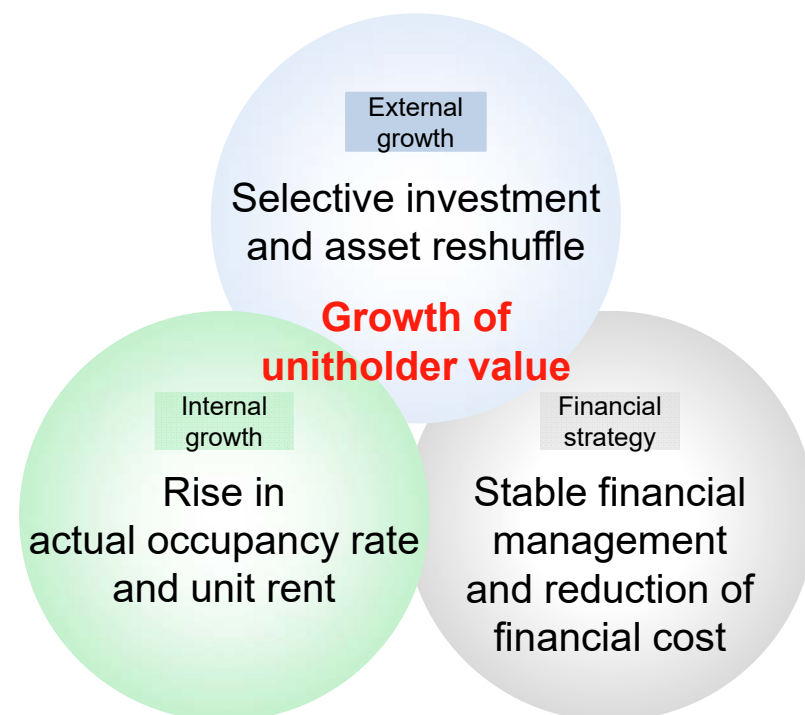 External
growth
Selective investment
and asset reshuffle
Growth of
unitholder value
Internal
growth
Rise in
actual occupancy rate
and unit rent
Financial
strategy
Stable financial
management
and reduction of
financial cost